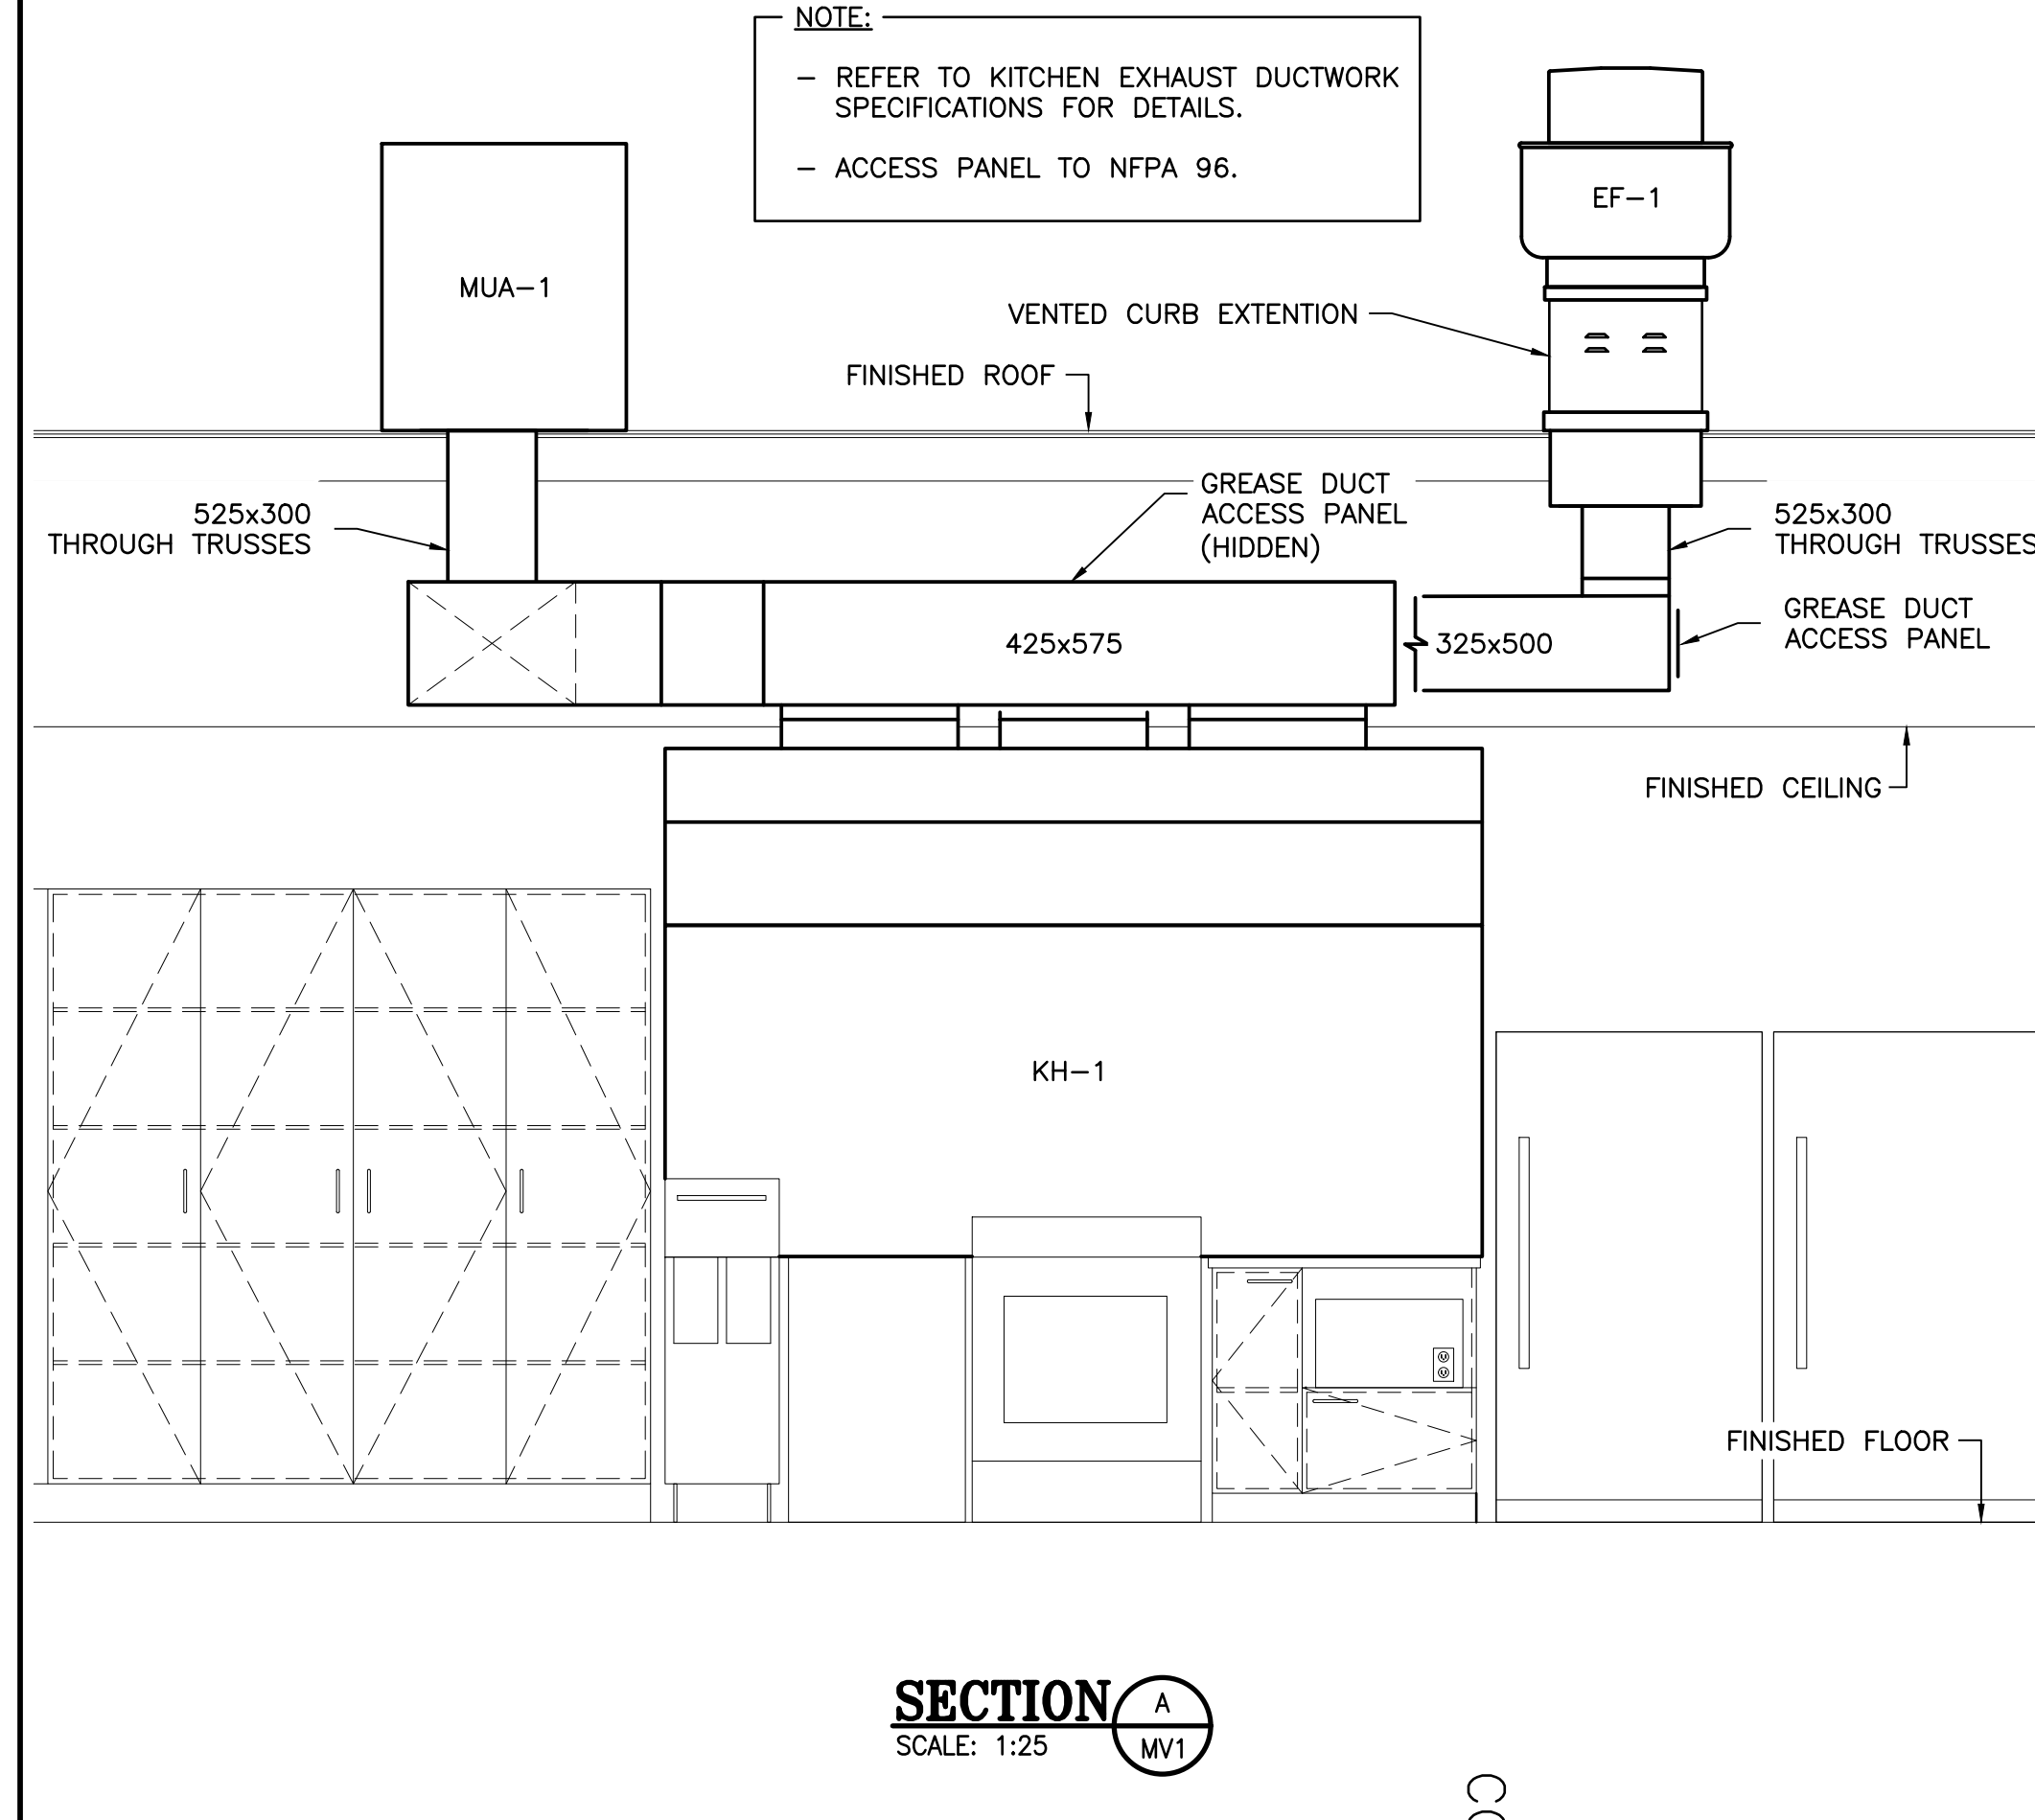 NOTE:
– REFER TO KITCHEN EXHAUST DUCTWORK
SPECIFICATIONS FOR DETAILS.
– ACCESS PANEL TO NFPA 96.
EF–1
MUA–1
VENTED CURB EXTENTION
FINISHED ROOF
525x300
THROUGH TRUSSES
GREASE DUCT
ACCESS PANEL
(HIDDEN)
525x300
THROUGH TRUSSES
425x575
325x500
GREASE DUCT
ACCESS PANEL
FINISHED CEILING
KH–1
FINISHED FLOOR
SECTION
SCALE: 1:25
A
MV1